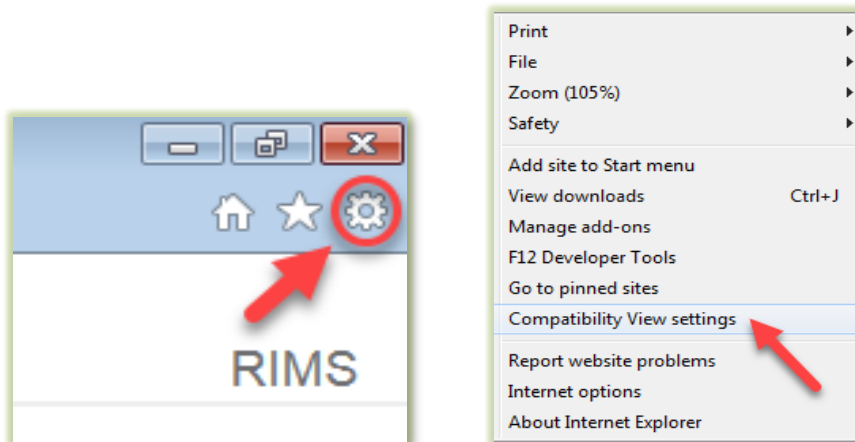 RIMS
Print
File
Zoom (105%)
Safety
Add site to Start menu
View downloads Ctrl+J
Manage add-ons
F12 Developer Tools
Go to pinned sites
Compatibility View settings
Report website problems
Internet options
About Internet Explorer